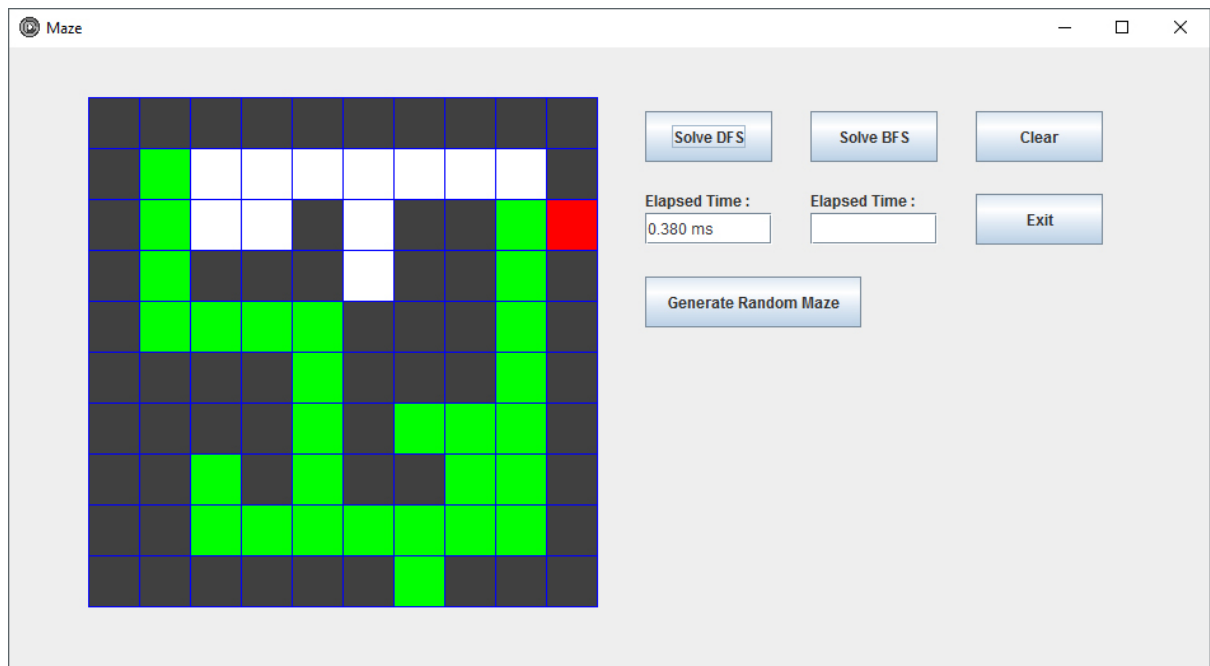 Maze
Solve DFS
Solve BFS
Clear
Elapsed Time :
Elapsed Time :
0.380 ms
Exit
Generate Random Maze